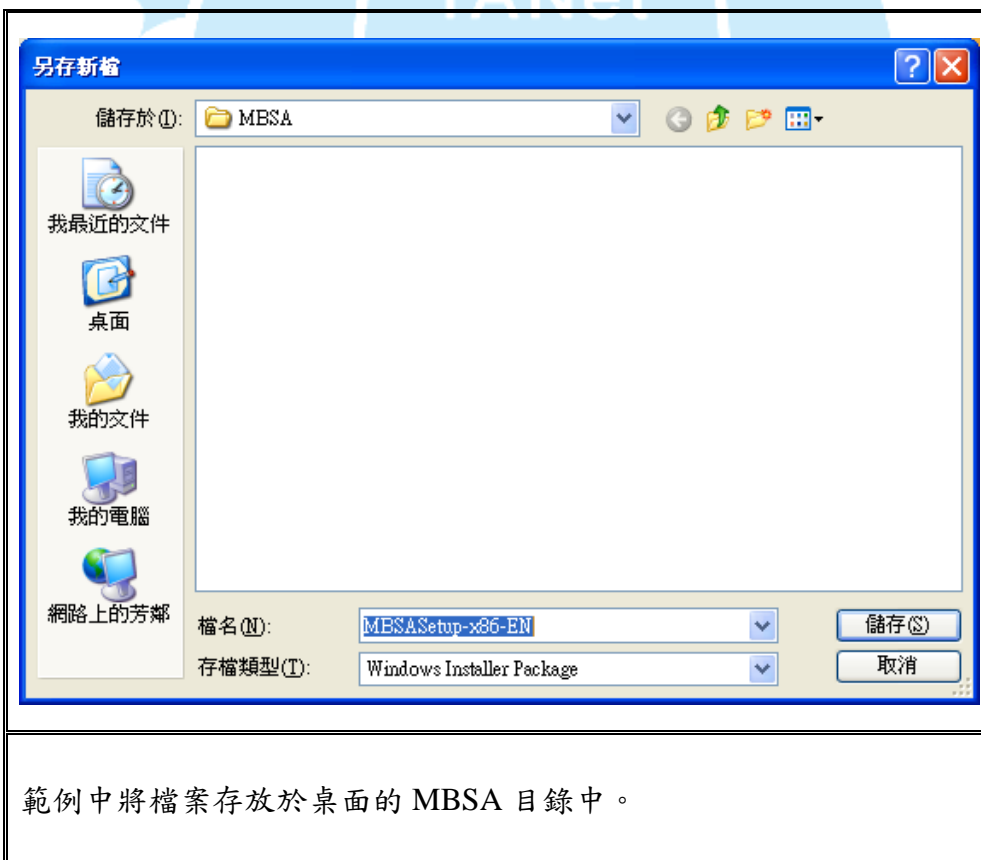 另存新檔
儲存於(I):
MBSA
我最近的文件
桌面
我的文件
我的電腦
網路上的芳鄰
檔名(N):
MBSASetup-x86-EN
儲存(S)
存檔類型(T):
Windows Installer Package
取消
範例中將檔案存放於桌面的 MBSA 目錄中。